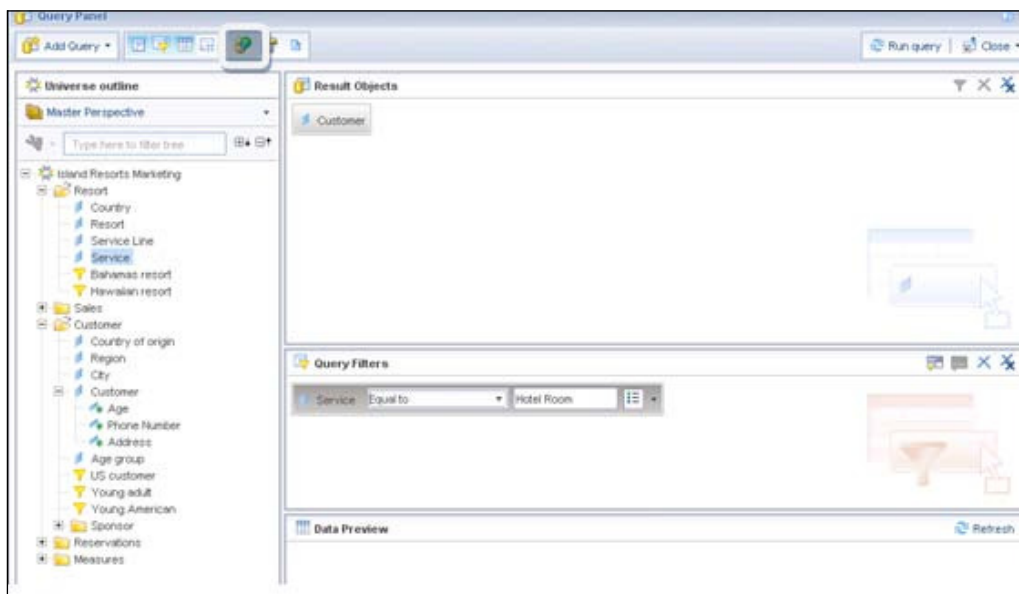 Query Panel
Add Query
Run query
Close
Universe outline
Master Perspective
Type here to filter tree
Island Resorts Marketing
Resort
Country
Resort
Service Line
Service
Bahamas resort
Hawaiian resort
Sales
Customer
Country of origin
Region
City
Customer
Age
Phone Number
Address
Age group
US customer
Young adult
Young American
Sponsor
Reservations
Measures
Result Objects
Customer
Query Filters
Service Equal to Hotel Room
Data Preview
Refresh